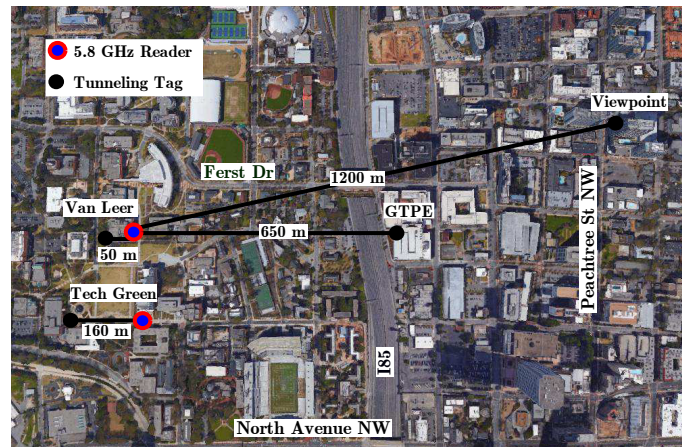 5.8 GHz Reader
Tunneling Tag
Viewpoint
Ferst Dr
1200 m
Van Leer
GTPE
650 m
50 m
Peachtree St NW
Tech Green
160 m
I85
North Avenue NW